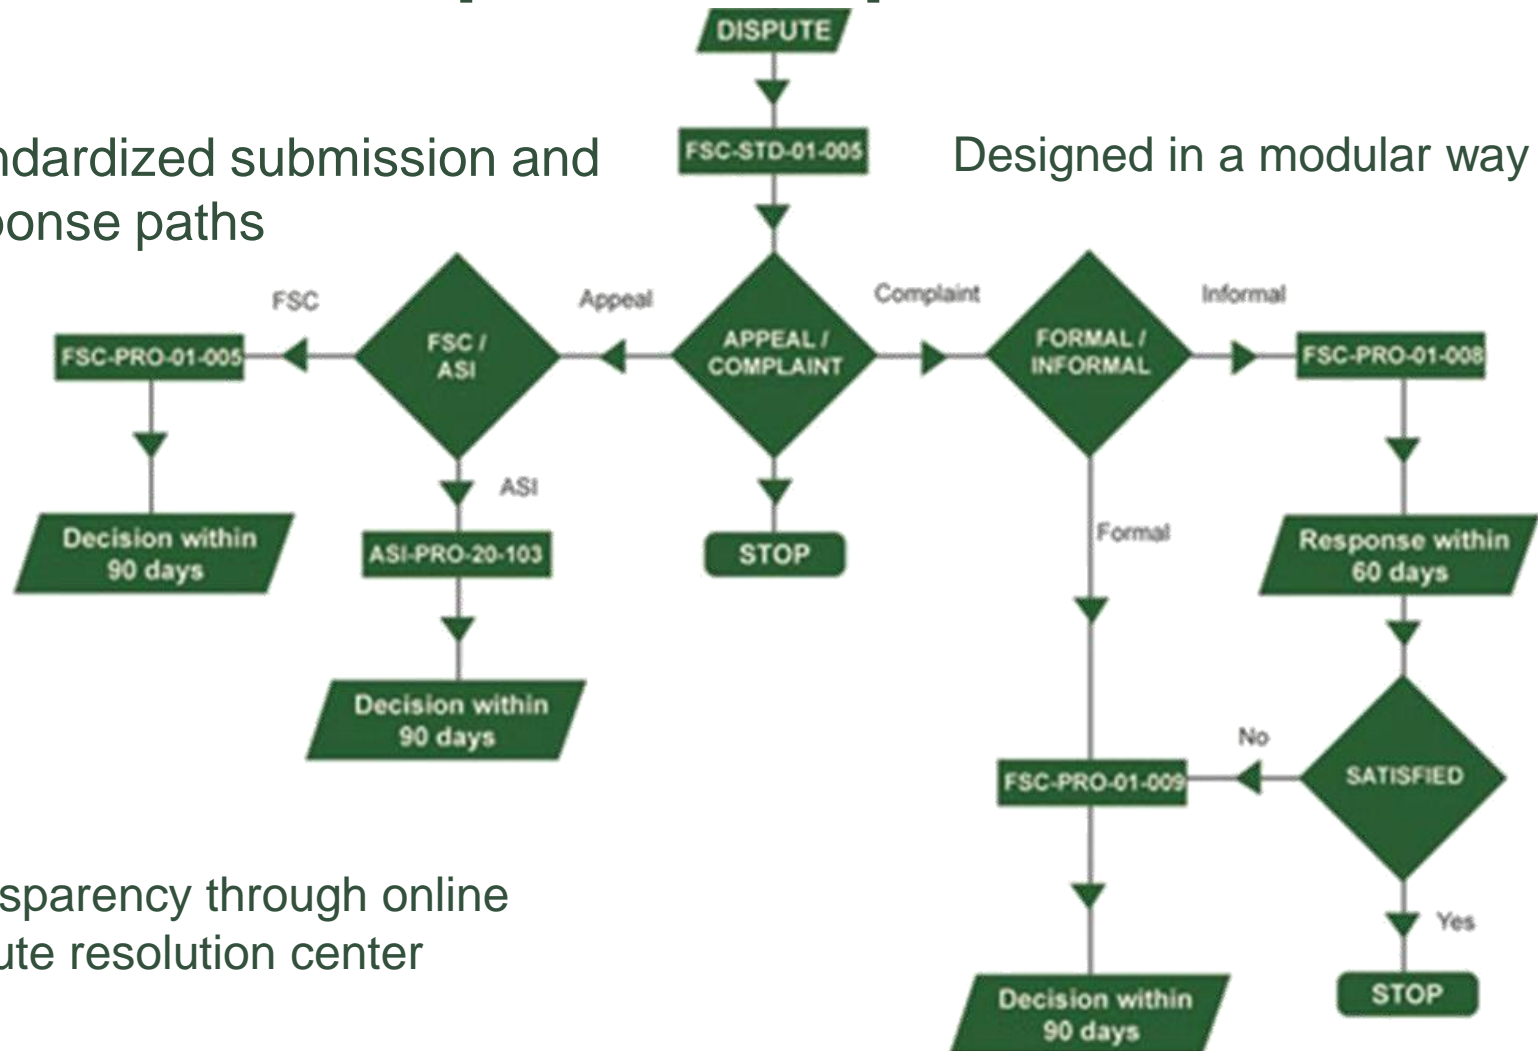 DISPUTE
ndardized submission and
ponse paths
FSC-STD-01-005
Designed in a modular way
FSC
Appeal
Complaint
Informal
FSC-PRO-01-005
FSC /
ASI
APPEAL /
COMPLAINT
FORMAL /
INFORMAL
FSC-PRO-01-008
ASI
Decision within
90 days
ASI-PRO-20-103
STOP
Formal
Response within
60 days
Decision within
90 days
No
FSC-PRO-01-009
SATISFIED
sparency through online
ute resolution center
Yes
Decision within
90 days
STOP